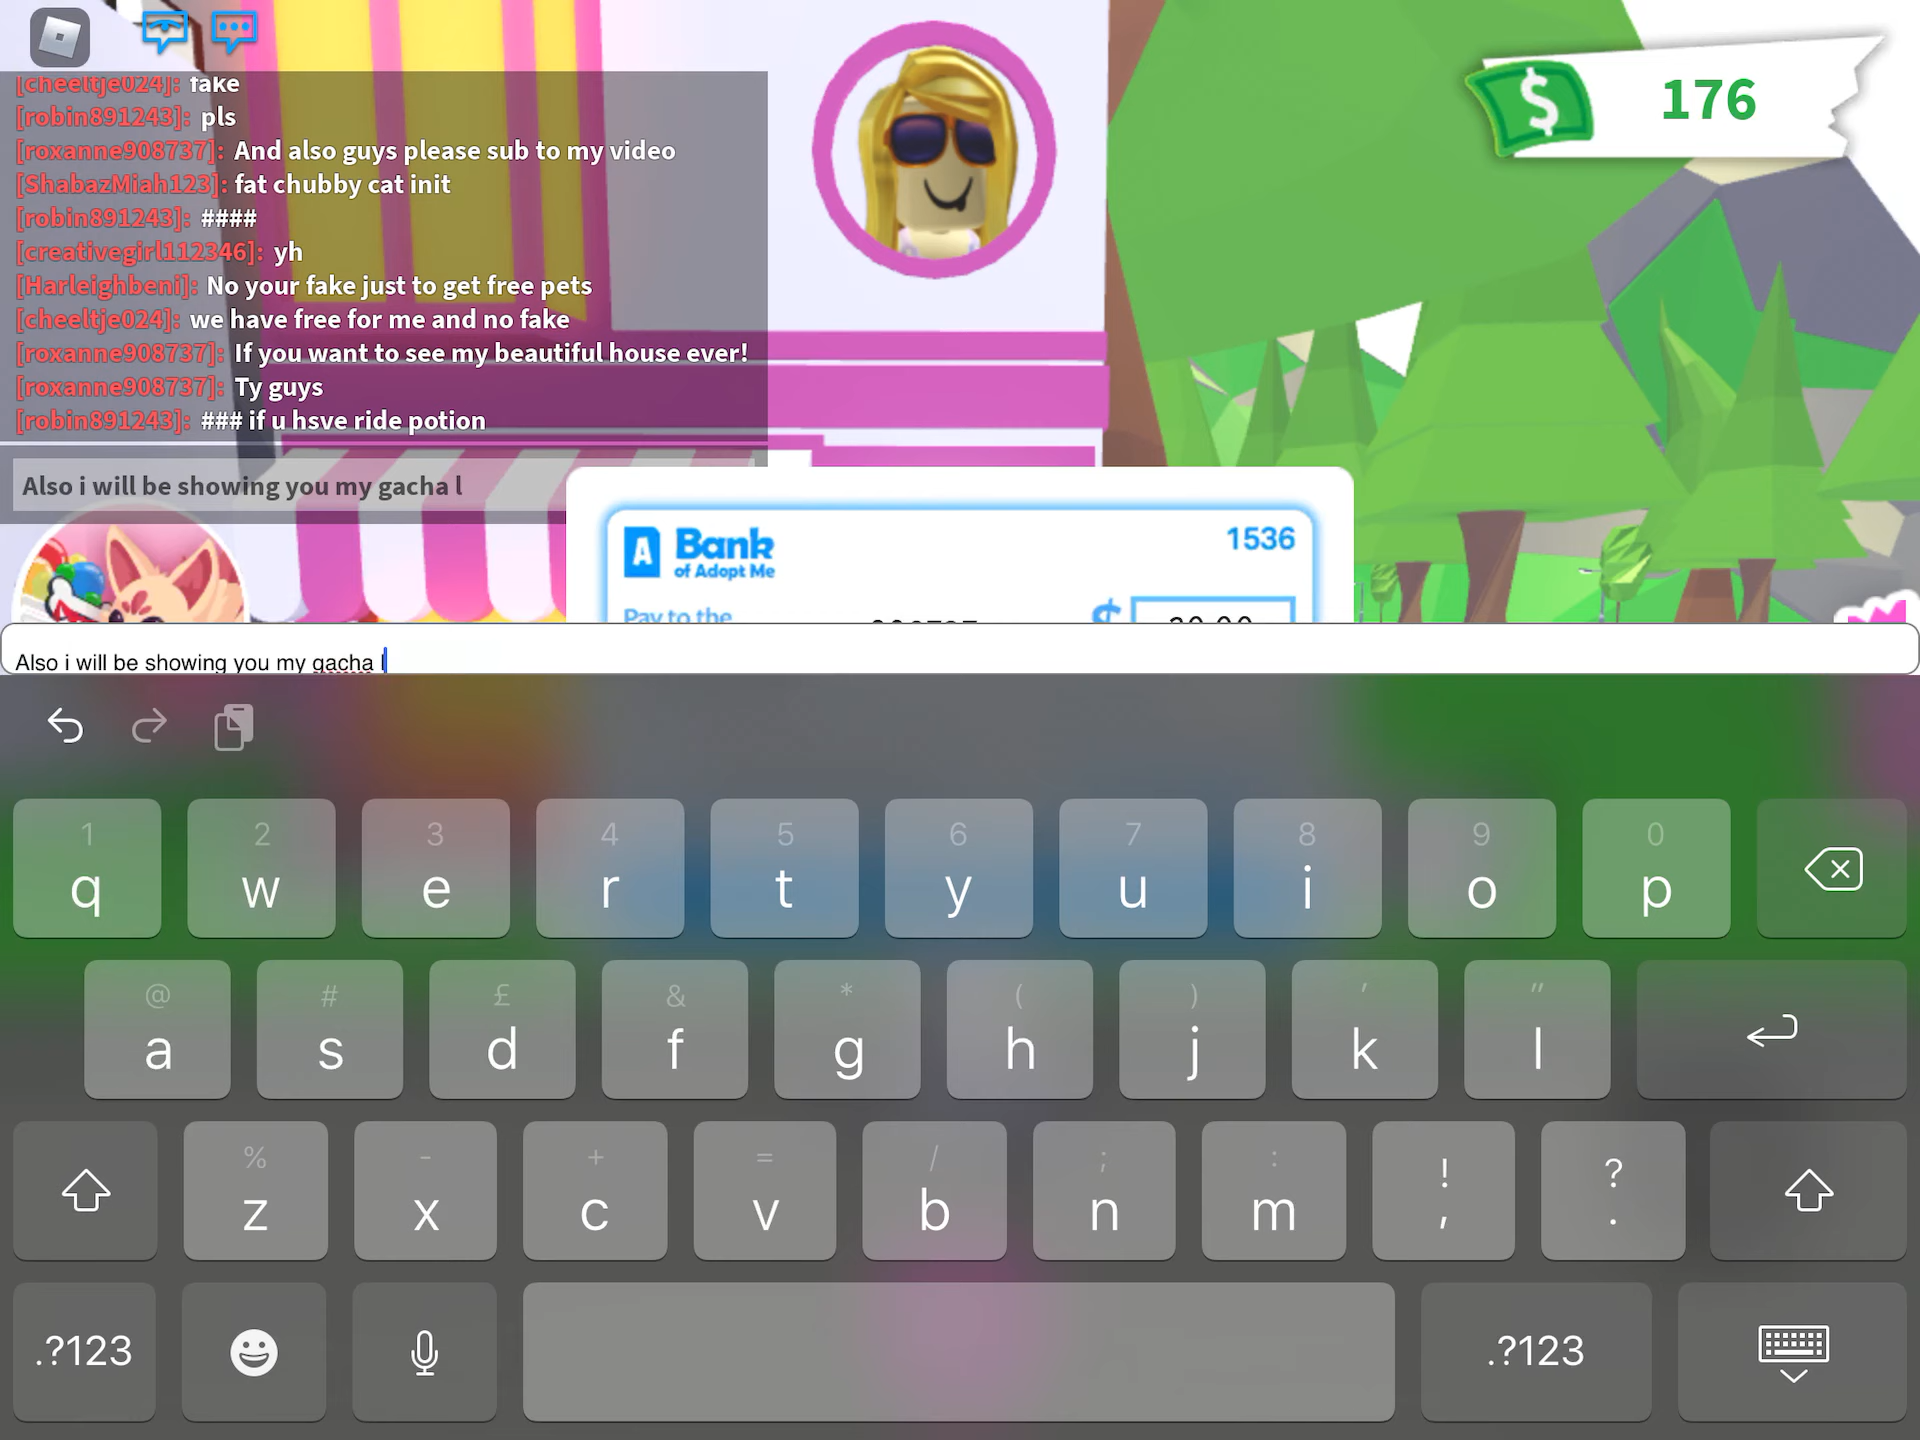 [cheeltje024]: fake
[robin891243]: pls
[roxanne908737]: And also guys please sub to my video
[ShabazMiah123]: fat chubby cat init
[robin891243]: ####
[creativegirl112346]: yh
[Harleighbeni]: No your fake just to get free pets
[cheeltje024]: we have free for me and no fake
[roxanne908737]: If you want to see my beautiful house ever!
[roxanne908737]: Ty guys
[robin891243]: ### if u hsve ride potion
Also i will be showing you my gacha l
176
A Bank of Adopt Me
1536
Pay to the
$
Also i will be showing you my gacha l
1 2 3 4 5 6 7 8 9 0
q w e r t y u i o p
@ # £ & * ( ) ' "
a s d f g h j k l
% - + = / ; : ! ?
z x c v b n m , .
.?123 .?123